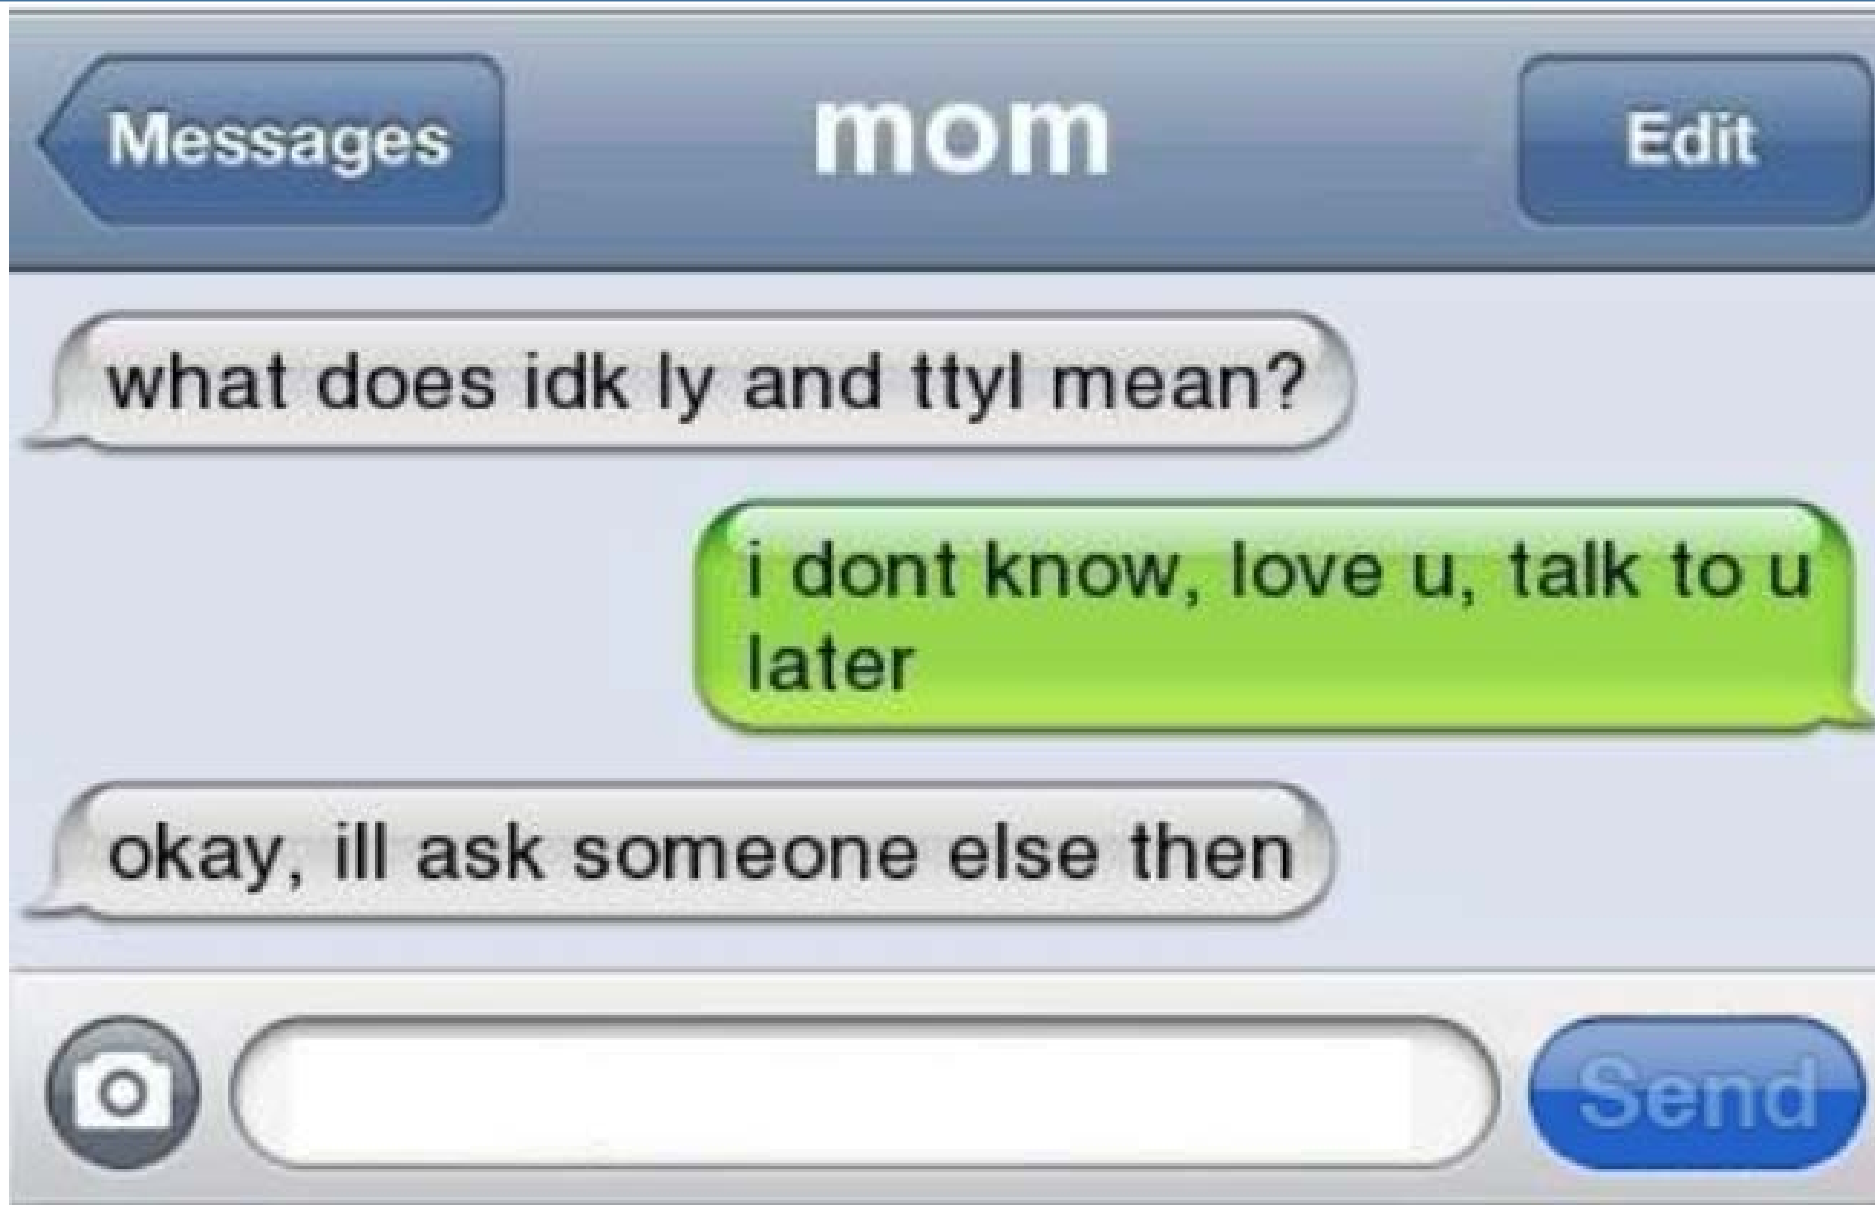 Messages
mom
Edit
what does idk ly and ttyl mean?
i dont know, love u, talk to u
later
okay, ill ask someone else then
Send